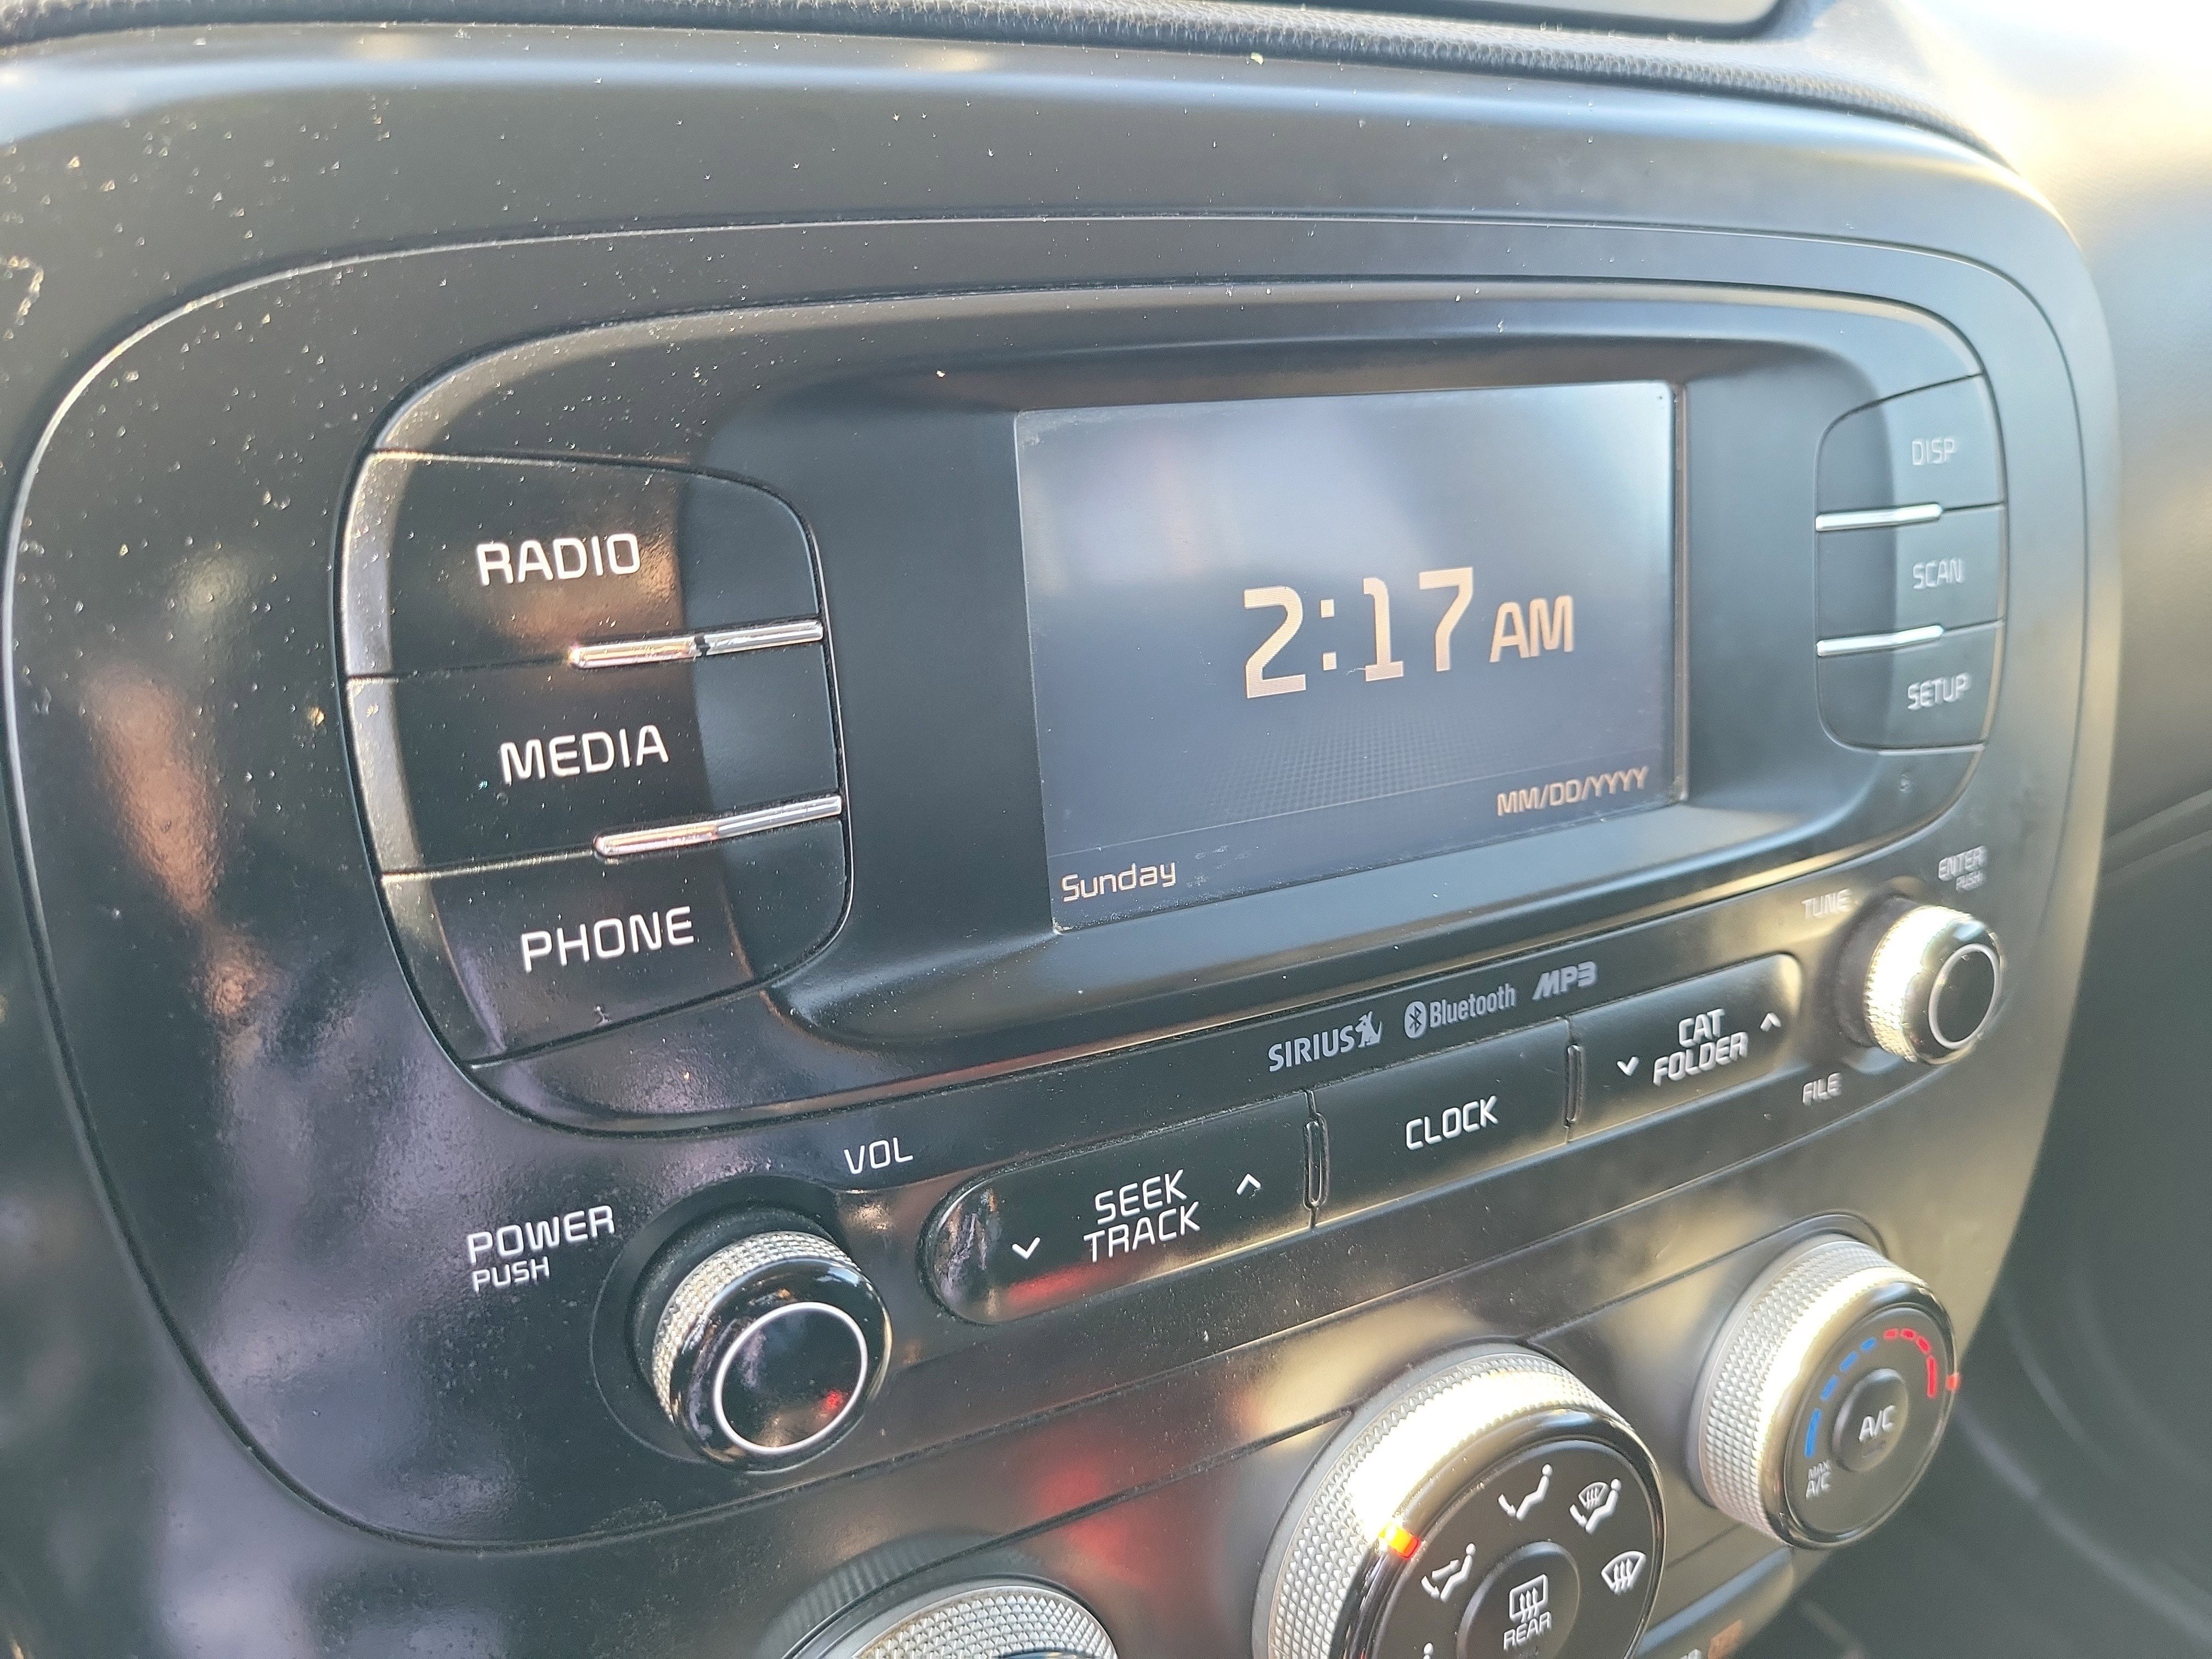 RADIO
MEDIA
PHONE
2:17 AM
MM/DD/YYYY
Sunday
DISP
SCAN
SETUP
SIRIUS Bluetooth MP3
TUNE
ENTER
PUSH
FILE
VOL
POWER
PUSH
SEEK
TRACK
CLOCK
CAT
FOLDER
A/C
MAX
A/C
REAR